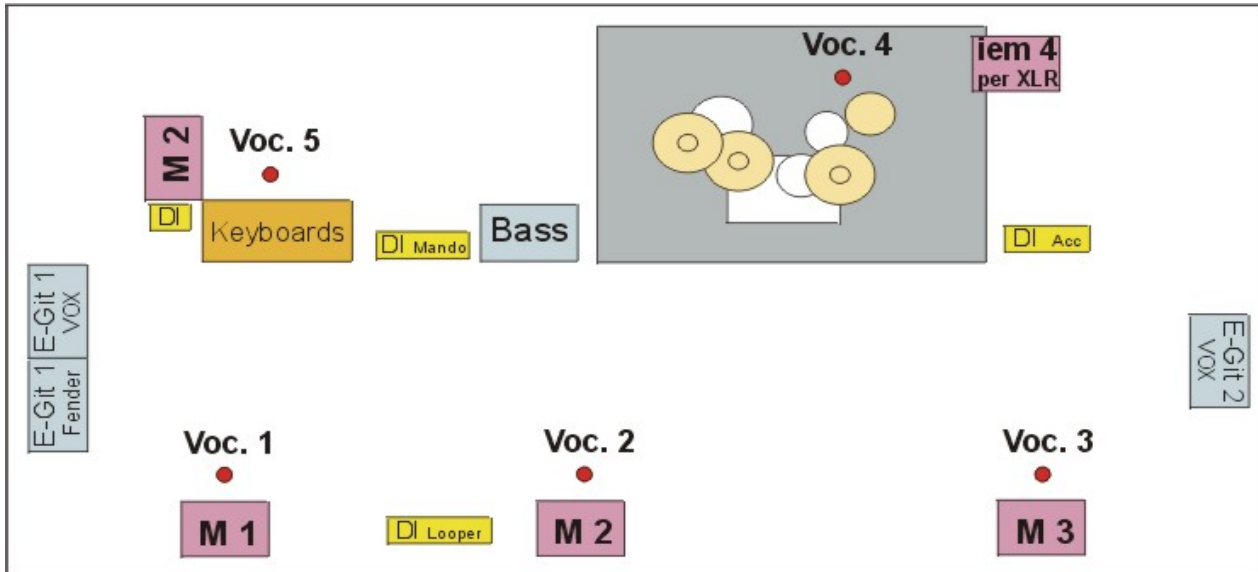 Voc. 4
iem 4
per XLR
M 2
Voc. 5
DI
Keyboards
DI Mando
Bass
DI Acc
E-Git 1
VOX
E-Git 1
Fender
E-Git 2
VOX
Voc. 1
Voc. 2
Voc. 3
M 1
DI Looper
M 2
M 3